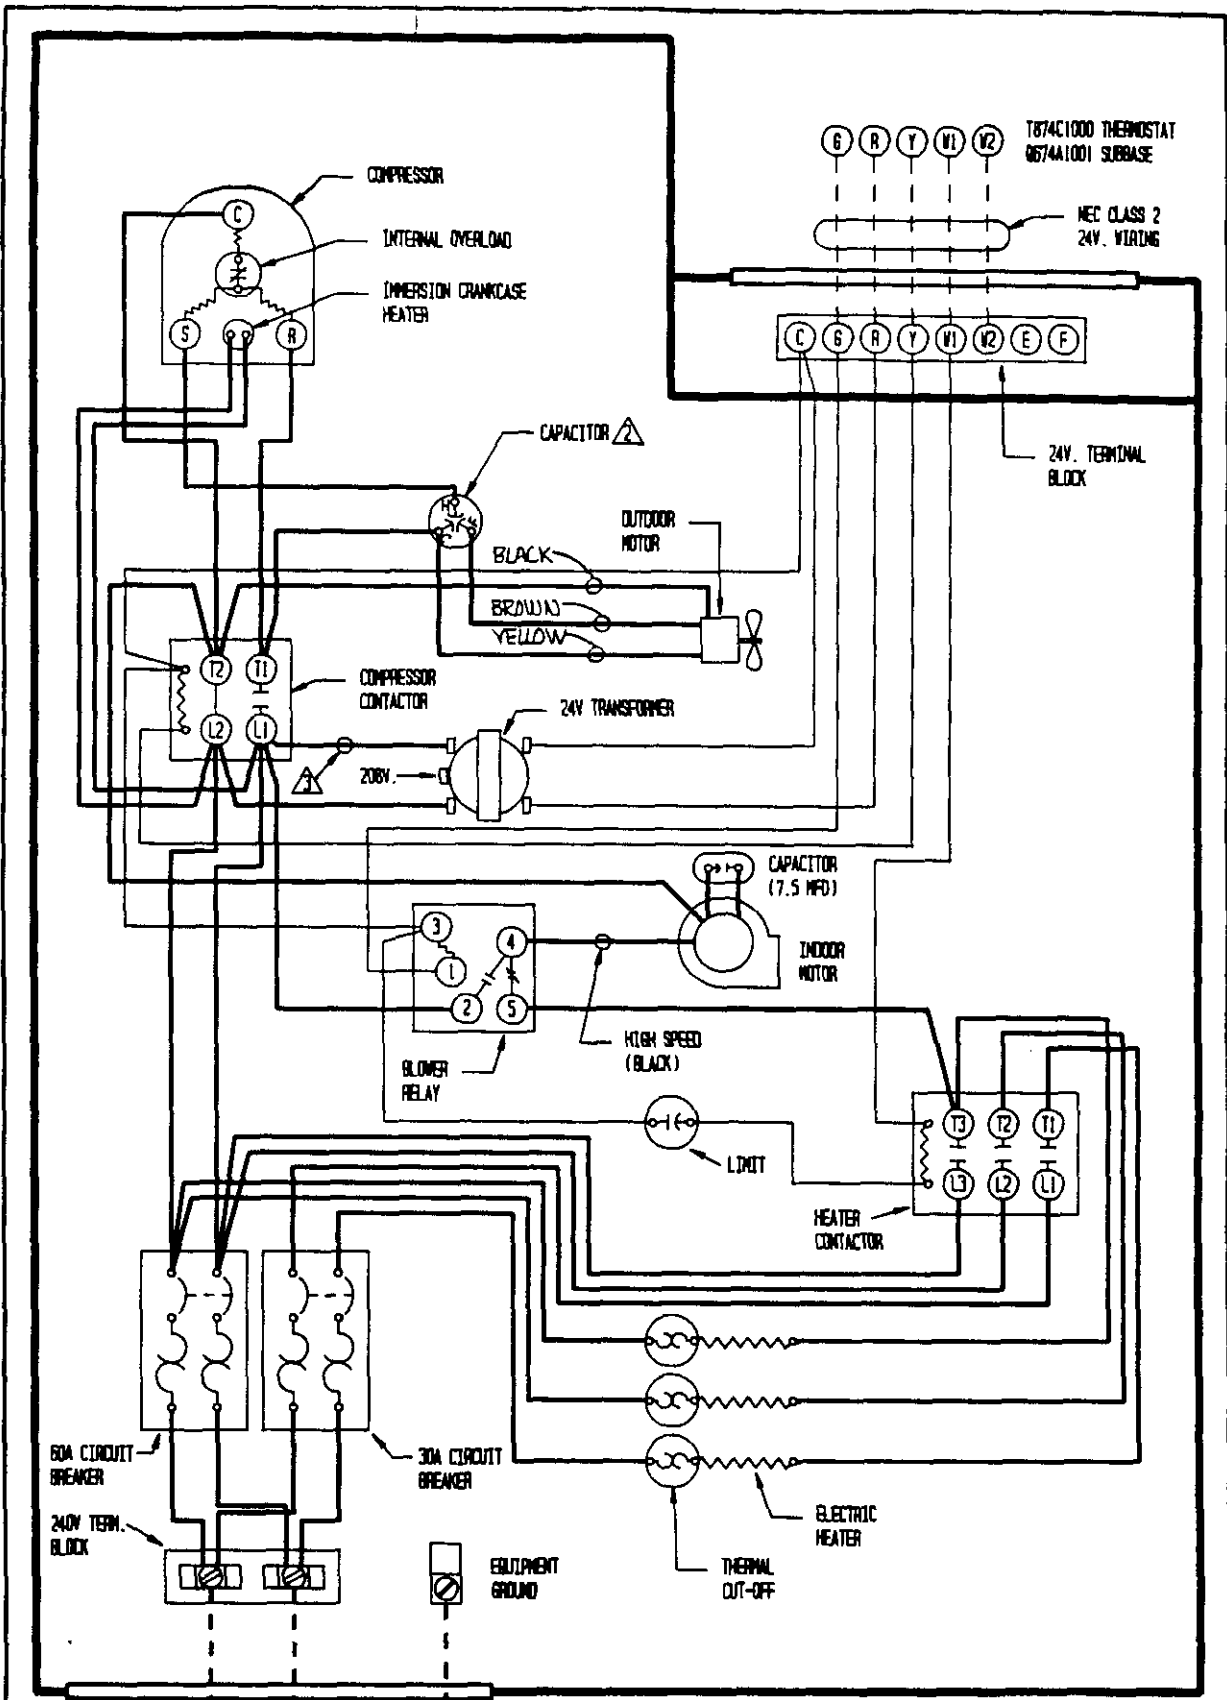 G R Y W1 W2
T874C1000 THERMOSTAT
Q674A1001 SUBBASE
COMPRESSOR
NEC CLASS 2
24V. WIRING
C
INTERNAL OVERLOAD
IMMERSION CRANKCASE
HEATER
S R
C G R Y W1 W2 E F
CAPACITOR 2
24V. TERMINAL
BLOCK
H
F
C
OUTDOOR
MOTOR
BLACK
BROWN
YELLOW
T2 T1
COMPRESSOR
CONTACTOR
L2 L1
24V TRANSFORMER
3
208V.
CAPACITOR
(7.5 MFD)
3
4
1
2 5
INDOOR
MOTOR
HIGH SPEED
(BLACK)
BLOWER
RELAY
T3 T2 T1
LIMIT
L3 L2 L1
HEATER
CONTACTOR
60A CIRCUIT
BREAKER
30A CIRCUIT
BREAKER
ELECTRIC
HEATER
240V TERM.
BLOCK
EQUIPMENT
GROUND
THERMAL
CUT-OFF